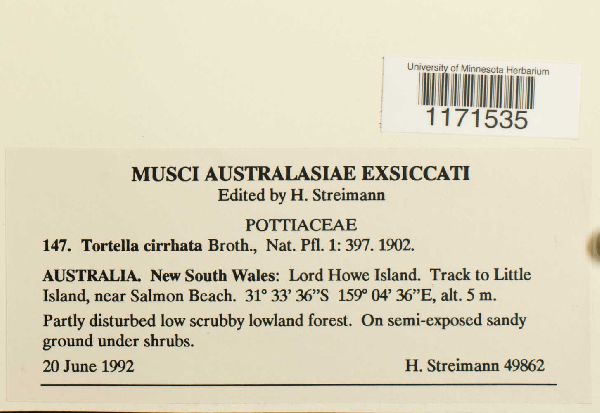 University of Minnesota Herbarium
1171535
MUSCI AUSTRALASIAE EXSICCATI
Edited by H. Streimann
POTTIACEAE
147. Tortella cirrhata Broth., Nat. Pfl. 1: 397. 1902.
AUSTRALIA. New South Wales: Lord Howe Island. Track to Little
Island, near Salmon Beach. 31° 33' 36”S 159° 04' 36”E, alt. 5 m.
Partly disturbed low scrubby lowland forest. On semi-exposed sandy
ground under shrubs.
20 June 1992 H. Streimann 49862